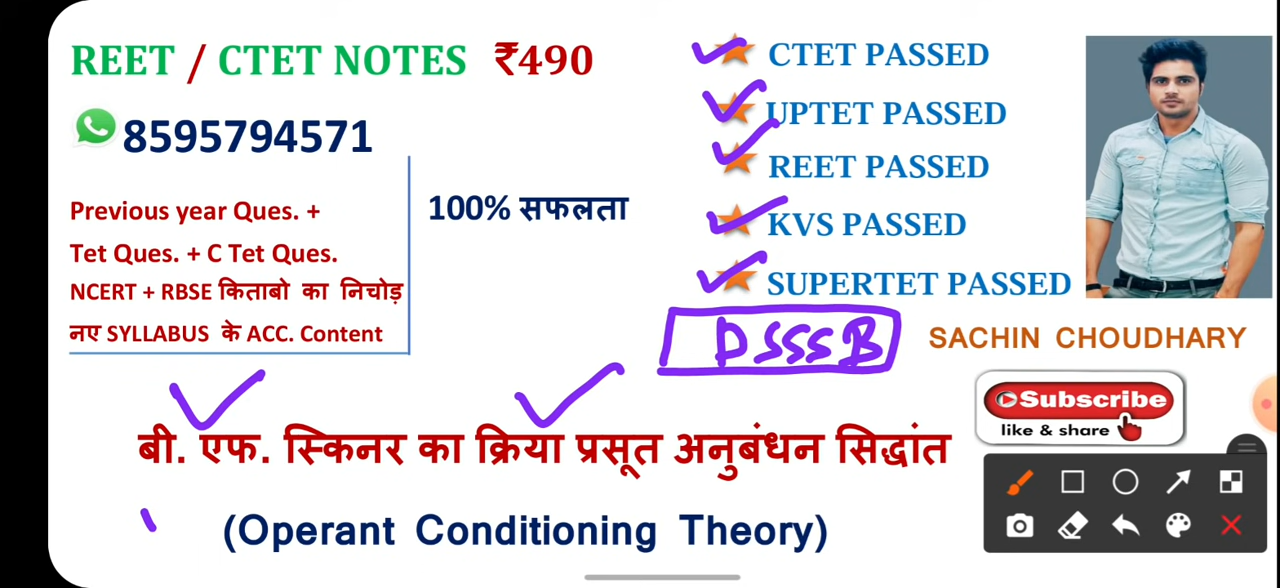 REET / CTET NOTES ₹490
8595794571
Previous year Ques. +
Tet Ques. + C Tet Ques.
NCERT + RBSE किताबो का निचोड़
नए SYLLABUS के ACC. Content
100% सफलता
CTET PASSED
UPTET PASSED
REET PASSED
KVS PASSED
SUPERTET PASSED
DSSSB
SACHIN CHOUDHARY
Subscribe
like & share
बी. एफ. स्किनर का क्रिया प्रसूत अनुबंधन सिद्धांत
(Operant Conditioning Theory)